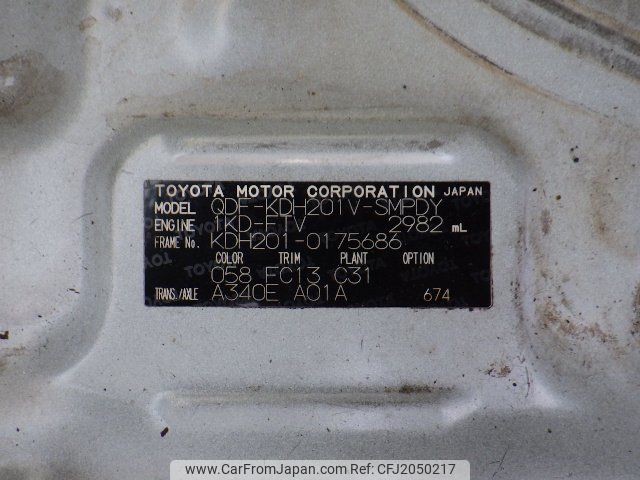 TOYOTA MOTOR CORPORATION JAPAN
MODEL QDF-KDH201V-SMPDY
ENGINE 1KD-FTV 2982 mL
FRAME No. KDH201-0175686
COLOR TRIM PLANT OPTION
058 FC13 C31
TRANS./AXLE A340E A01A 674
www.CarFromJapan.com Ref.No:CFJ2050217